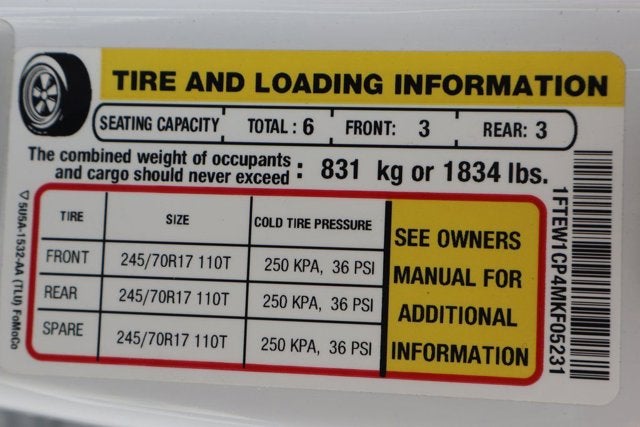 TIRE AND LOADING INFORMATION
SEATING CAPACITY TOTAL : 6 FRONT: 3 REAR: 3
The combined weight of occupants
and cargo should never exceed : 831 kg or 1834 lbs.
TIRE SIZE COLD TIRE PRESSURE
FRONT 245/70R17 110T 250 KPA, 36 PSI
REAR 245/70R17 110T 250 KPA, 36 PSI
SPARE 245/70R17 110T 250 KPA, 36 PSI
SEE OWNERS
MANUAL FOR
ADDITIONAL
INFORMATION
5U5A-1532-AA (TLU) FoMoCo
1FTEW1CP4MKF05231